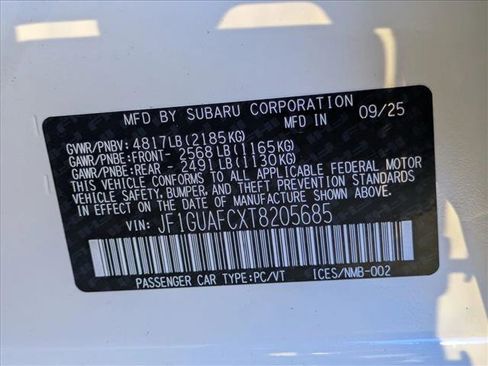 MFD BY SUBARU CORPORATION 09/25
GVWR/PNBV: 4817LB(2185KG)
GAWR/PNBE:FRONT- 2568LB(1165KG)
GAWR/PNBE:REAR - 2491LB(1130KG)
THIS VEHICLE CONFORMS TO ALL APPLICABLE FEDERAL MOTOR
VEHICLE SAFETY, BUMPER, AND THEFT PREVENTION STANDARDS
IN EFFECT ON THE DATE OF MANUFACTURE SHOWN ABOVE.
VIN: JF1GUAFCXT8205685
PASSENGER CAR TYPE:PC/VT ICES/NMB-002